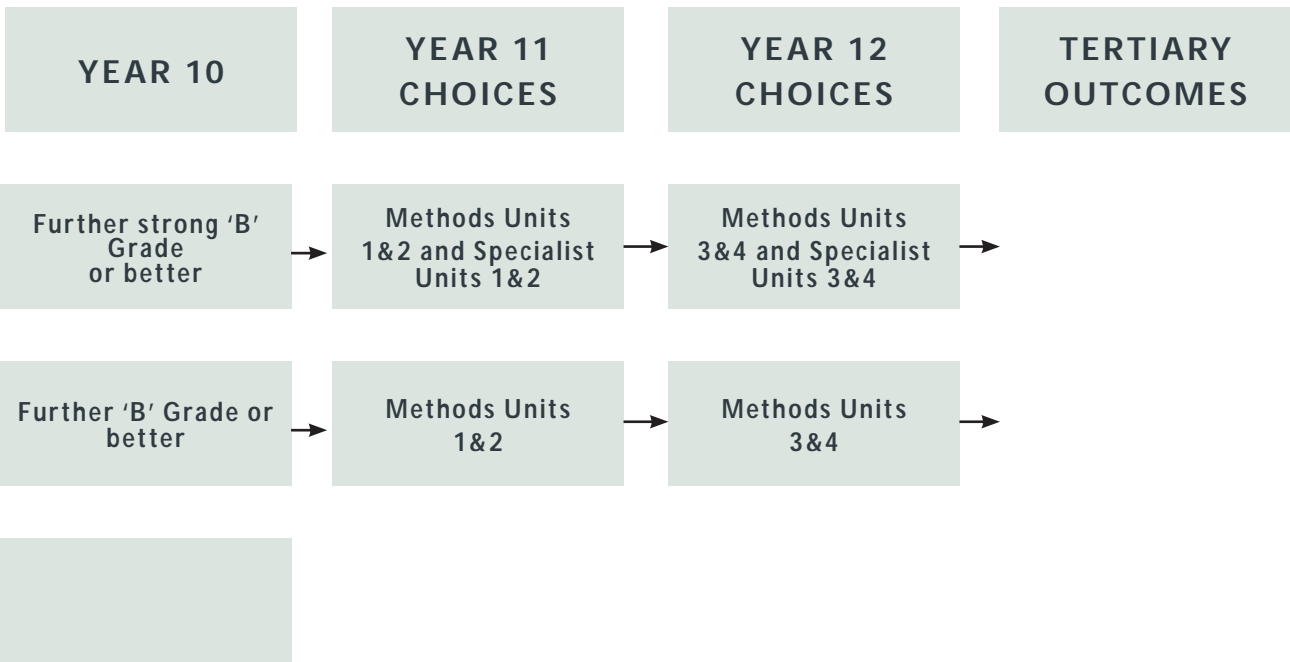 YEAR 10
YEAR 11
CHOICES
YEAR 12
CHOICES
TERTIARY
OUTCOMES
Further strong ‘B’
Grade
or better
Methods Units
1&2 and Specialist
Units 1&2
Methods Units
3&4 and Specialist
Units 3&4
Further ‘B’ Grade or
better
Methods Units
1&2
Methods Units
3&4